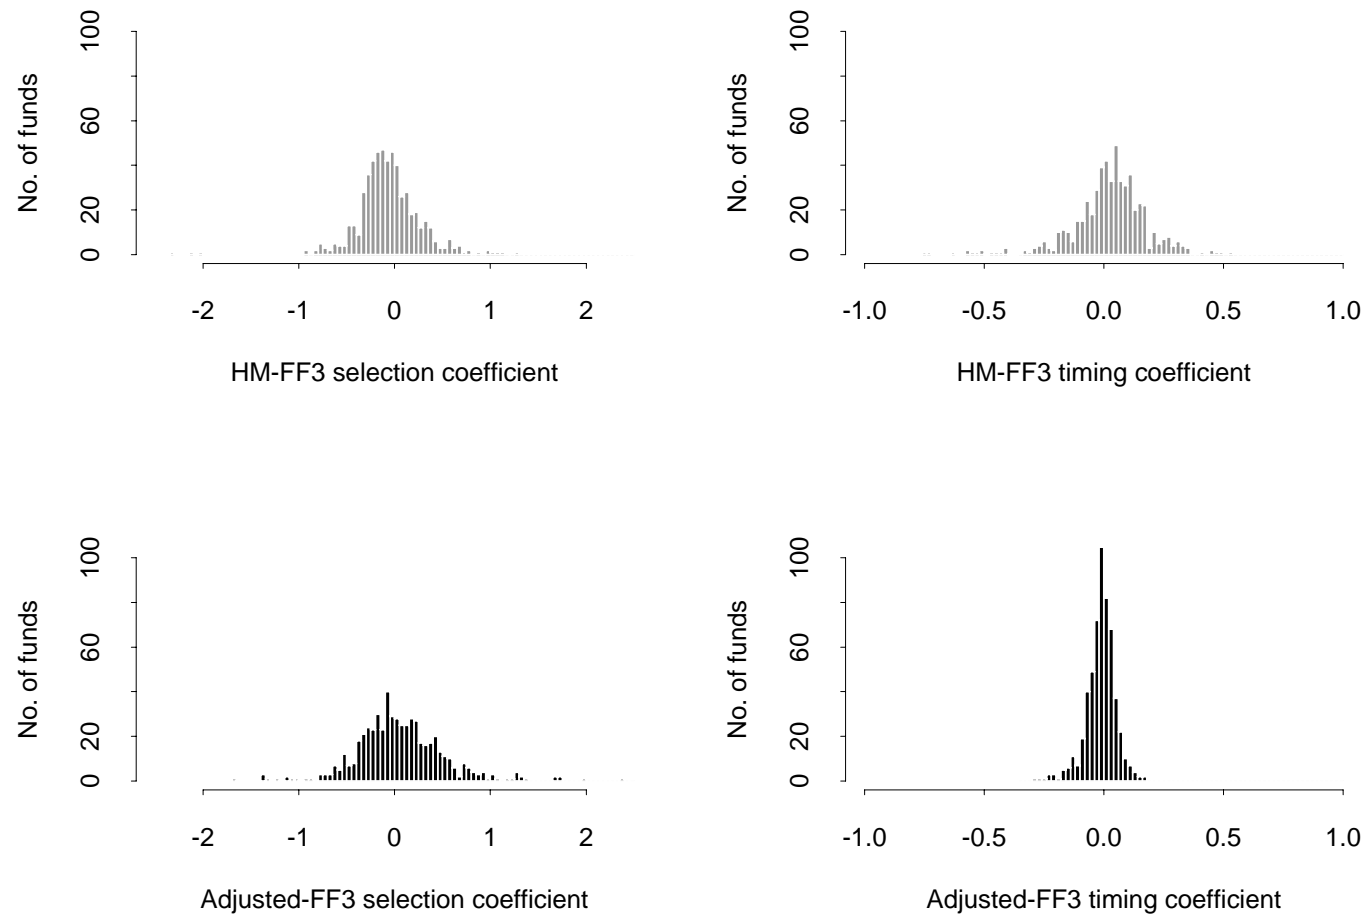 No. of funds
100
60
20
0
-2 -1 0 1 2
HM-FF3 selection coefficient
No. of funds
100
60
20
0
-1.0 -0.5 0.0 0.5 1.0
HM-FF3 timing coefficient
No. of funds
100
60
20
0
-2 -1 0 1 2
Adjusted-FF3 selection coefficient
No. of funds
100
60
20
0
-1.0 -0.5 0.0 0.5 1.0
Adjusted-FF3 timing coefficient